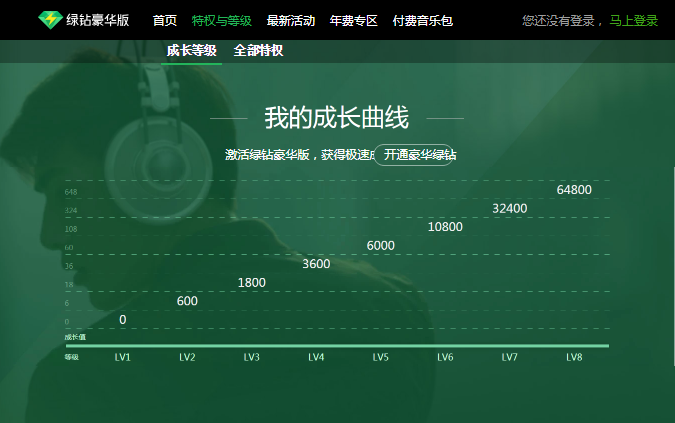 绿钻豪华版 首页 特权与等级 最新活动 年费专区 付费音乐包 您还没有登录， 马上登录
成长等级 全部特权
我的成长曲线
激活绿钻豪华版，获得极速成 开通豪华绿钻
648
64800
324
32400
108
10800
60
6000
36
3600
18
1800
6
600
0
0
成长值
等级 LV1 LV2 LV3 LV4 LV5 LV6 LV7 LV8